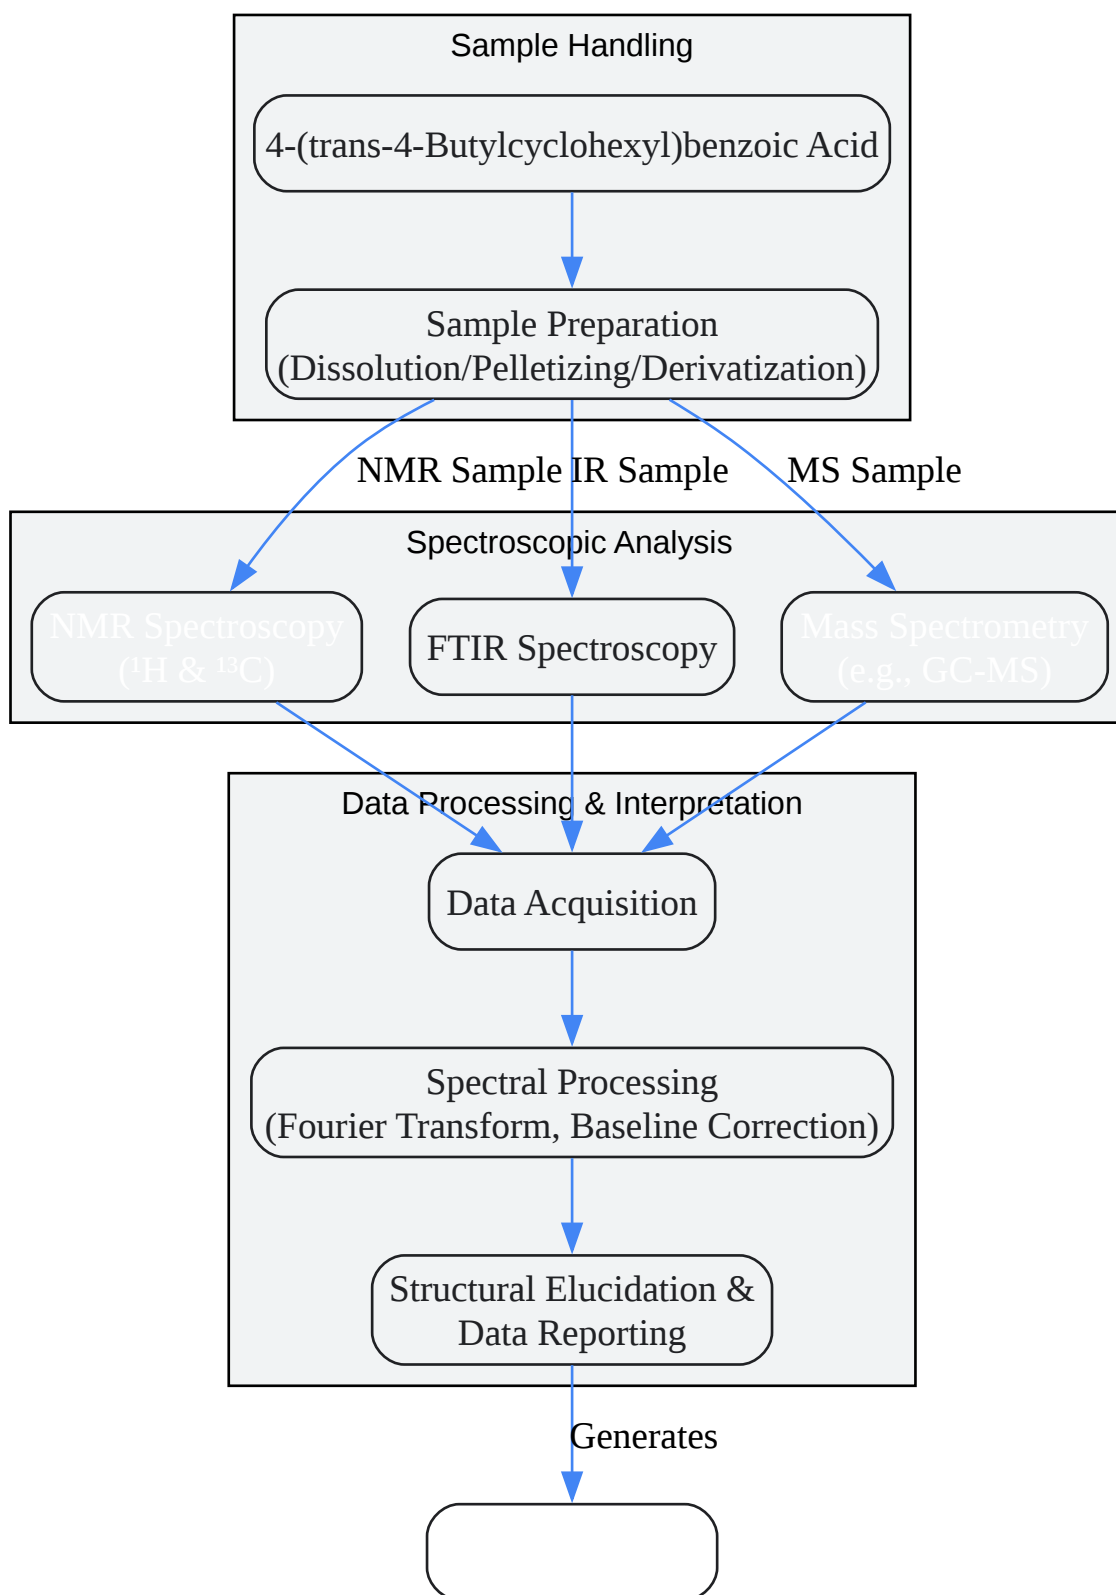 Sample Handling
4-(trans-4-Butylcyclohexyl)benzoic Acid
Sample Preparation
(Dissolution/Pelletizing/Derivatization)
NMR Sample
IR Sample
MS Sample
Spectroscopic Analysis
NMR Spectroscopy
(¹H & ¹³C)
FTIR Spectroscopy
Mass Spectrometry
(e.g., GC-MS)
Data Processing & Interpretation
Data Acquisition
Spectral Processing
(Fourier Transform, Baseline Correction)
Structural Elucidation &
Data Reporting
Generates